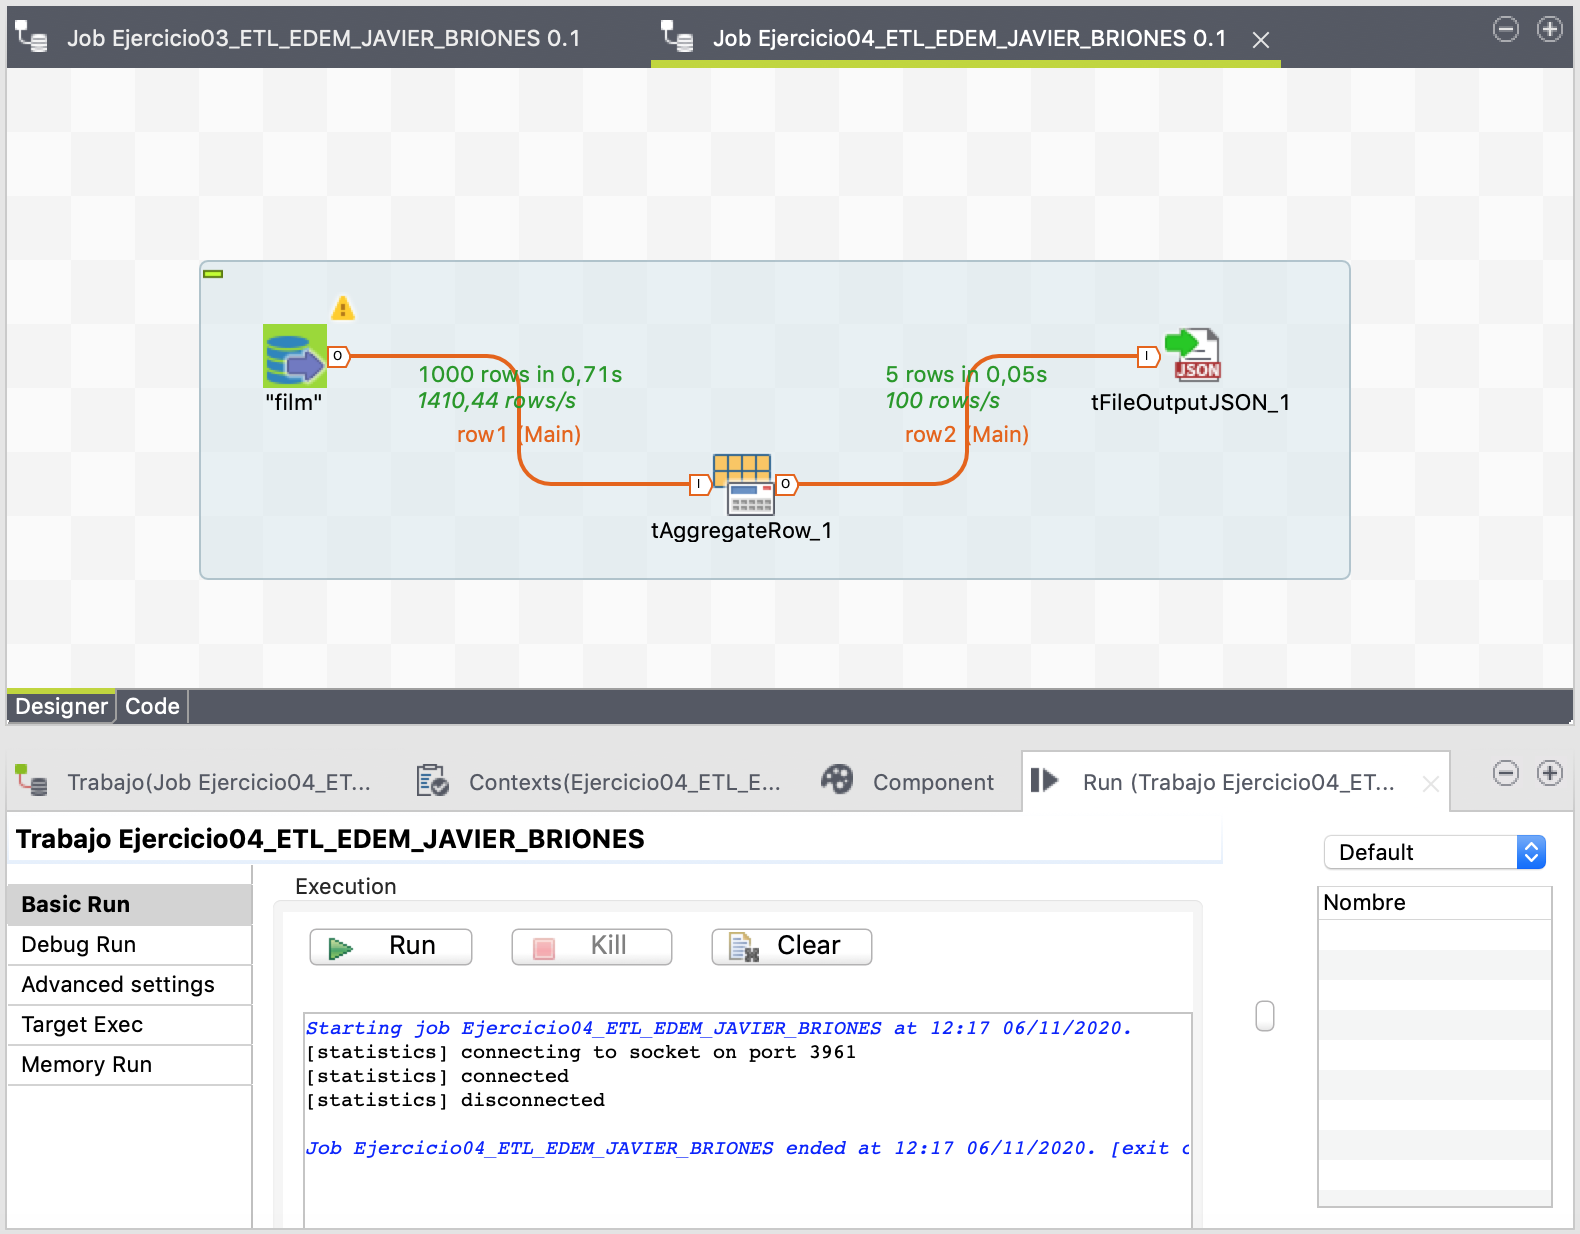 Job Ejercicio03_ETL_EDEM_JAVIER_BRIONES 0.1
Job Ejercicio04_ETL_EDEM_JAVIER_BRIONES 0.1
O
"film"
1000 rows in 0,71s
1410,44 rows/s
row1 (Main)
5 rows in 0,05s
100 rows/s
row2 (Main)
I
JSON
tFileOutputJSON_1
I
O
tAggregateRow_1
Designer
Code
Trabajo(Job Ejercicio04_ET...
Contexts(Ejercicio04_ETL_E...
Component
Run (Trabajo Ejercicio04_ET...
Trabajo Ejercicio04_ETL_EDEM_JAVIER_BRIONES
Default
Nombre
Basic Run
Debug Run
Advanced settings
Target Exec
Memory Run
Execution
Run
Kill
Clear
Starting job Ejercicio04_ETL_EDEM_JAVIER_BRIONES at 12:17 06/11/2020.
[statistics] connecting to socket on port 3961
[statistics] connected
[statistics] disconnected
Job Ejercicio04_ETL_EDEM_JAVIER_BRIONES ended at 12:17 06/11/2020. [exit c